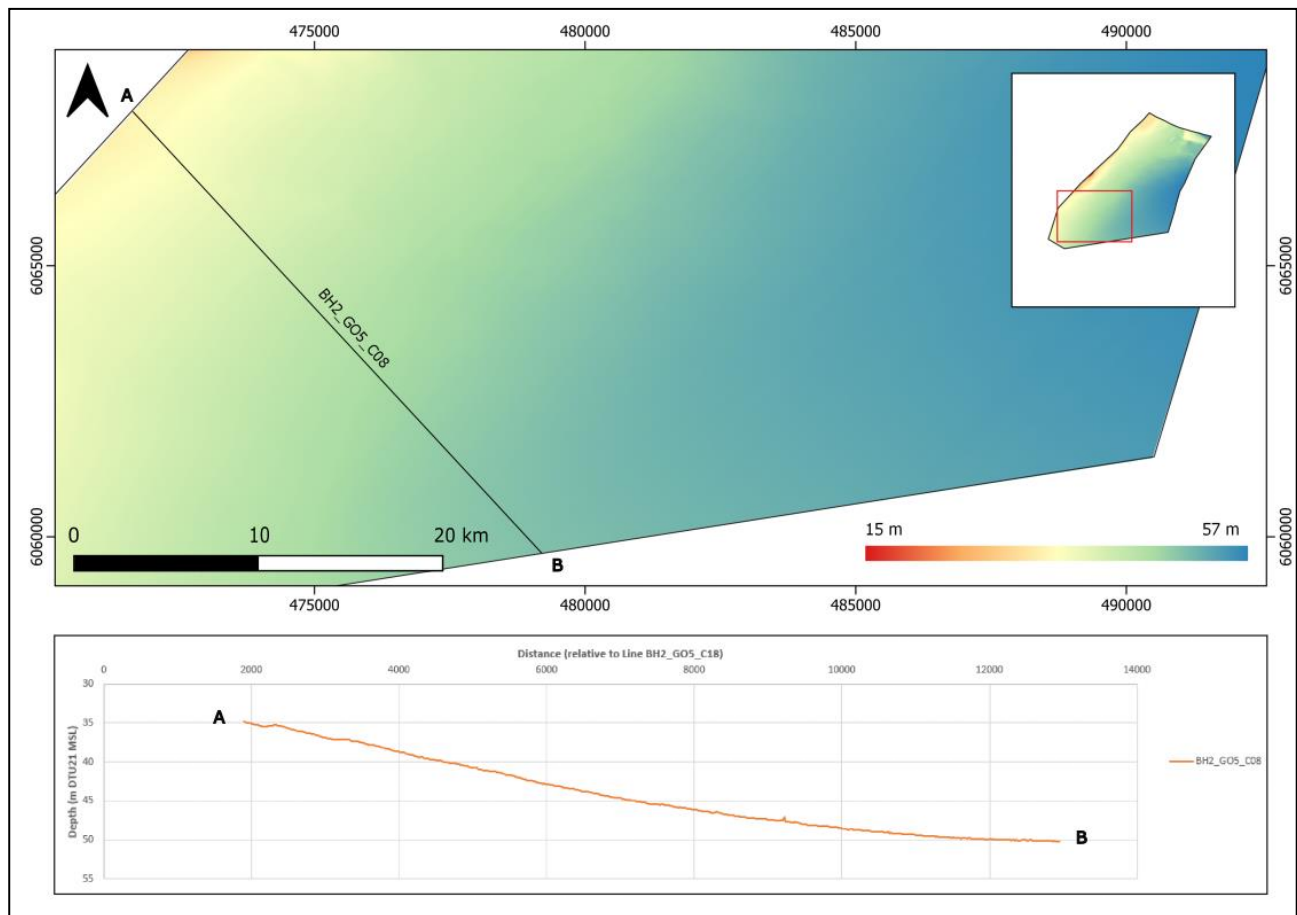 475000 480000 485000 490000
A
6065000
6065000
BH2_GO5_C08
6060000
6060000
0 10 20 km
15 m 57 m
B
475000 480000 485000 490000
Distance (relative to Line BH2_GO5_C18)
0 2000 4000 6000 8000 10000 12000 14000
30
35
40
45
50
55
Depth (m DTU21 MSL)
A
B
BH2_GO5_C08